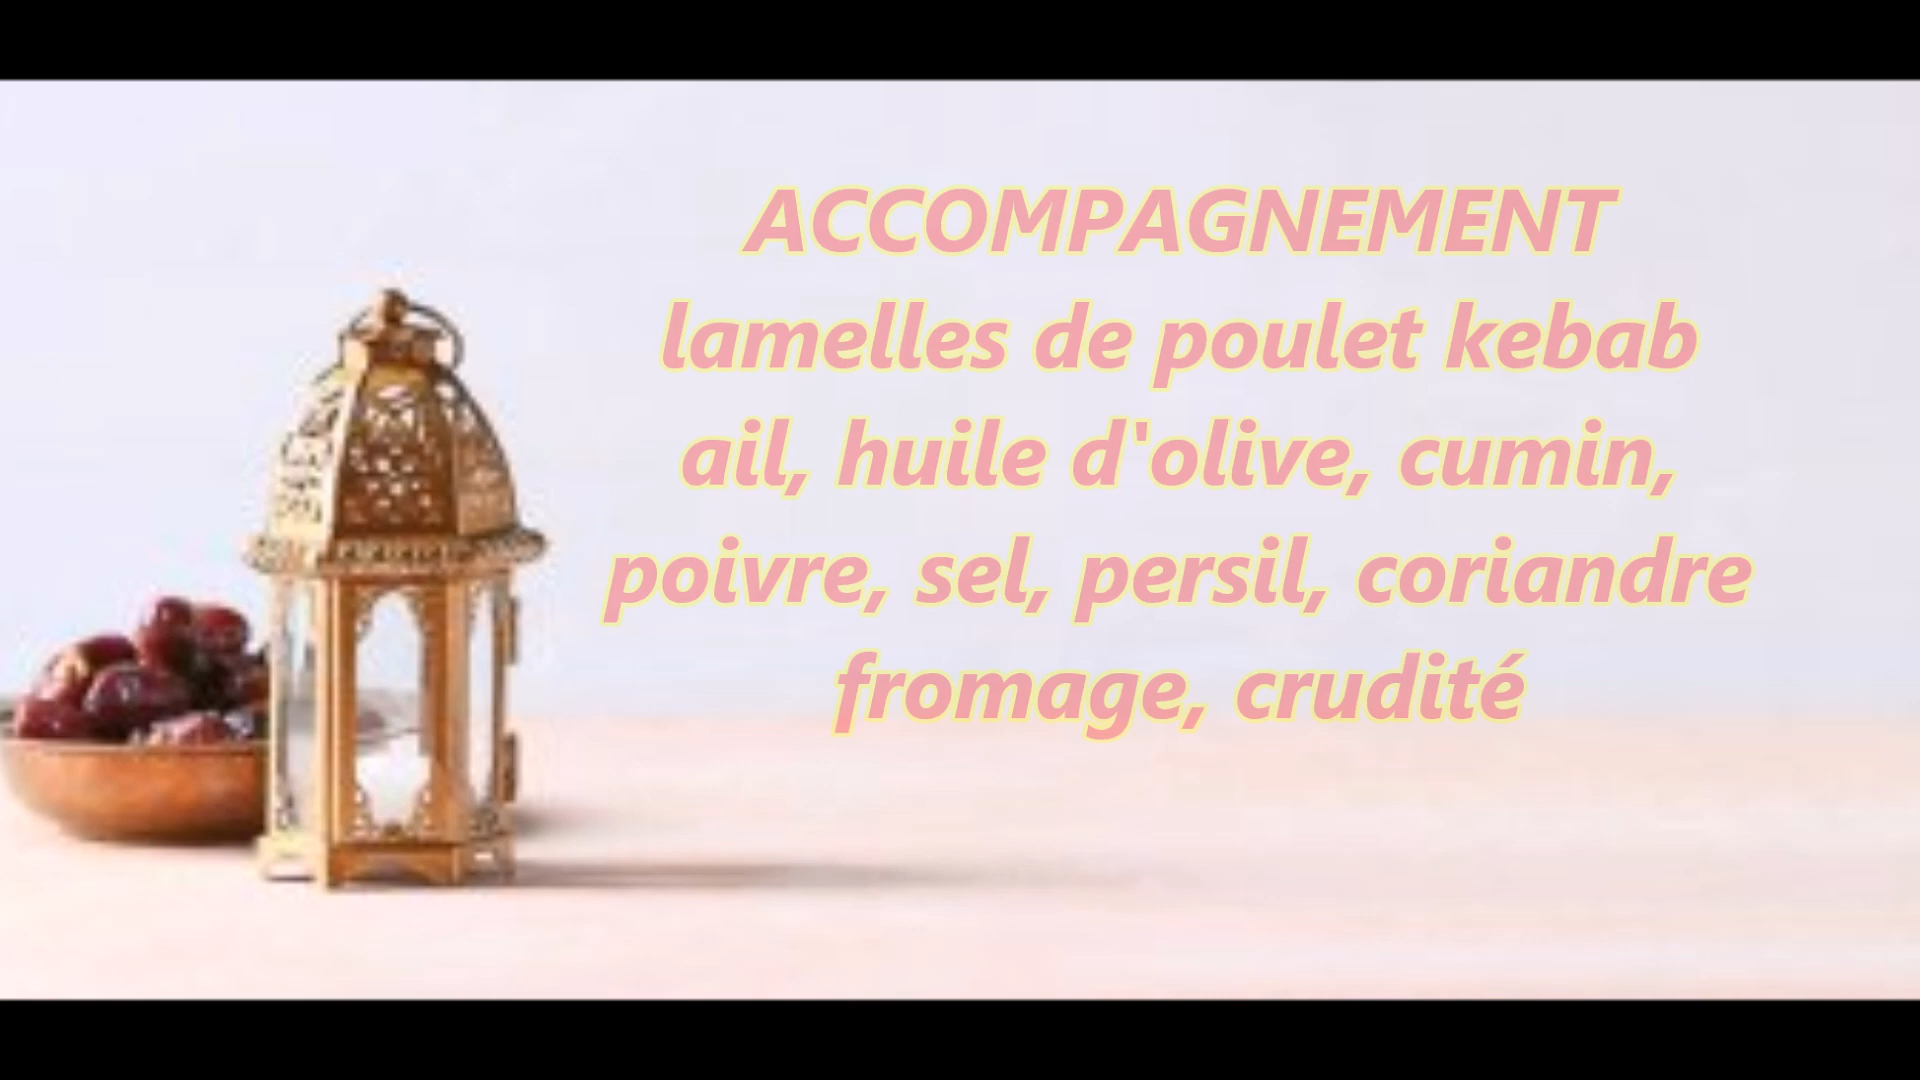 ACCOMPAGNEMENT
lamelles de poulet kebab
ail, huile d'olive, cumin,
poivre, sel, persil, coriandre
fromage, crudité